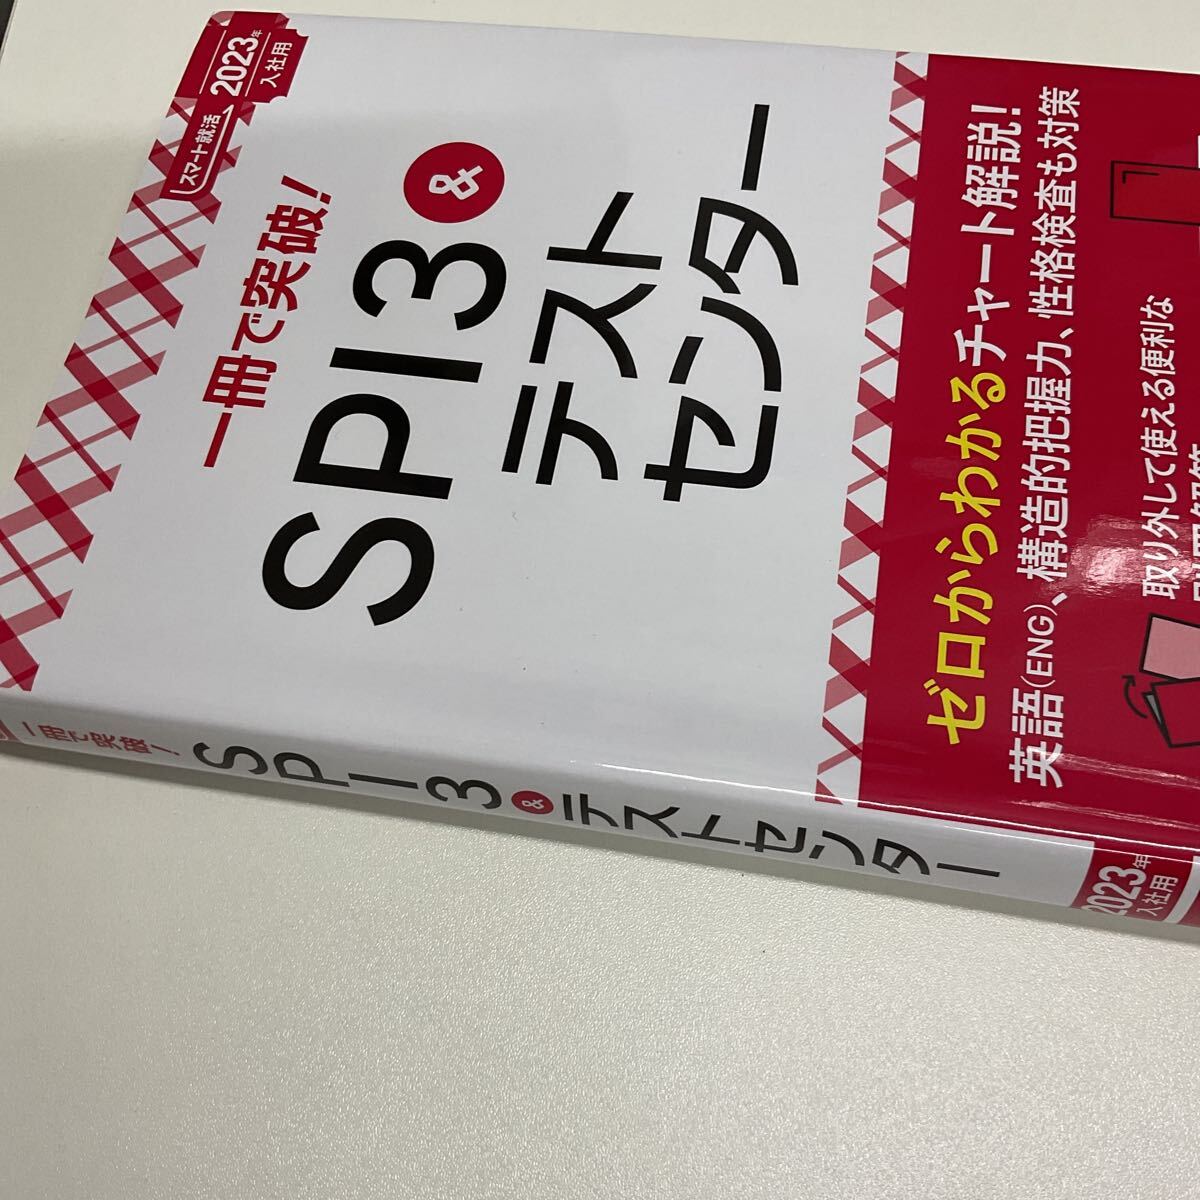 スマート就活
2023年
入社用
一冊で突破!
SPI3&
テスト
センター
ゼロからわかるチャート解説!
英語(ENG)、構造的把握力、性格検査も対策
取り外して使える便利な
一冊で突破! SPI3&テストセンター
2023年
入社用